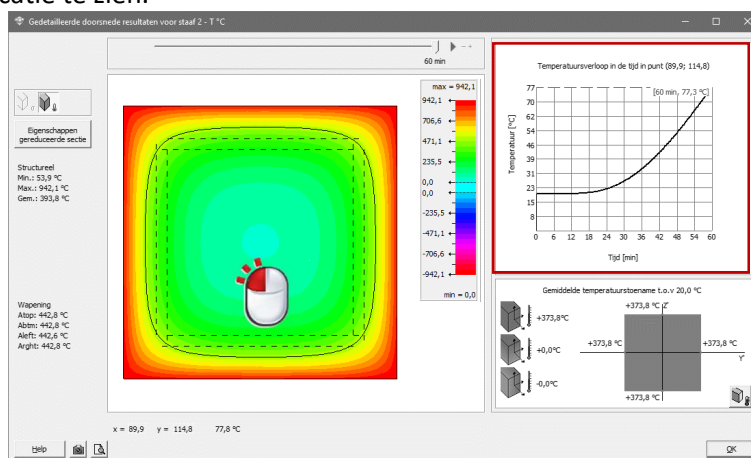 catie te zien.
Gedetailleerde doorsnede resultaten voor staaf 2 - T °C
60 min
Eigenschappen
gereduceerde sectie
Structureel
Min.: 53,9 °C
Max.: 942,1 °C
Gem.: 393,8 °C
Wapening
Atop: 442,8 °C
Abtm: 442,8 °C
Aleft: 442,6 °C
Arght: 442,8 °C
max = 942,1
942,1
706,6
471,1
235,5
0,0
0,0
-235,5
-471,1
-706,6
-942,1
min = 0,0
x = 89,9 y = 114,8 77,8 °C
Temperatuursverloop in de tijd in punt (89,9; 114,8)
[60 min, 77,3 °C]
Temperatuur [°C]
77
70
62
54
46
39
31
23
15
8
0 6 12 18 24 30 36 42 48 54 60
Tijd [min]
Gemiddelde temperatuurstoename t.o.v 20,0 °C
+373,8°C
+0,0°C
-0,0°C
+373,8 °C Z
+373,8 °C
+373,8 °C
Y
+373,8 °C
Help
OK